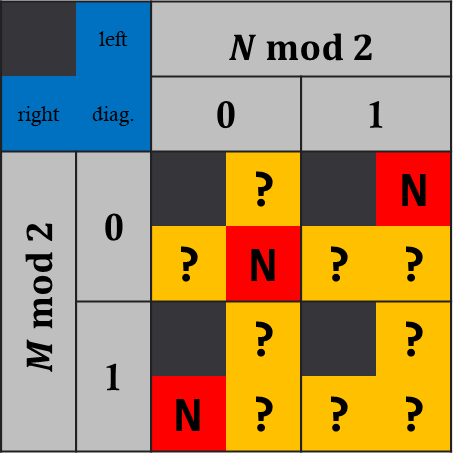 left
N mod 2
right diag.
0 1
? N
0
? N ? ?
M mod 2
? ?
1
N ? ? ?